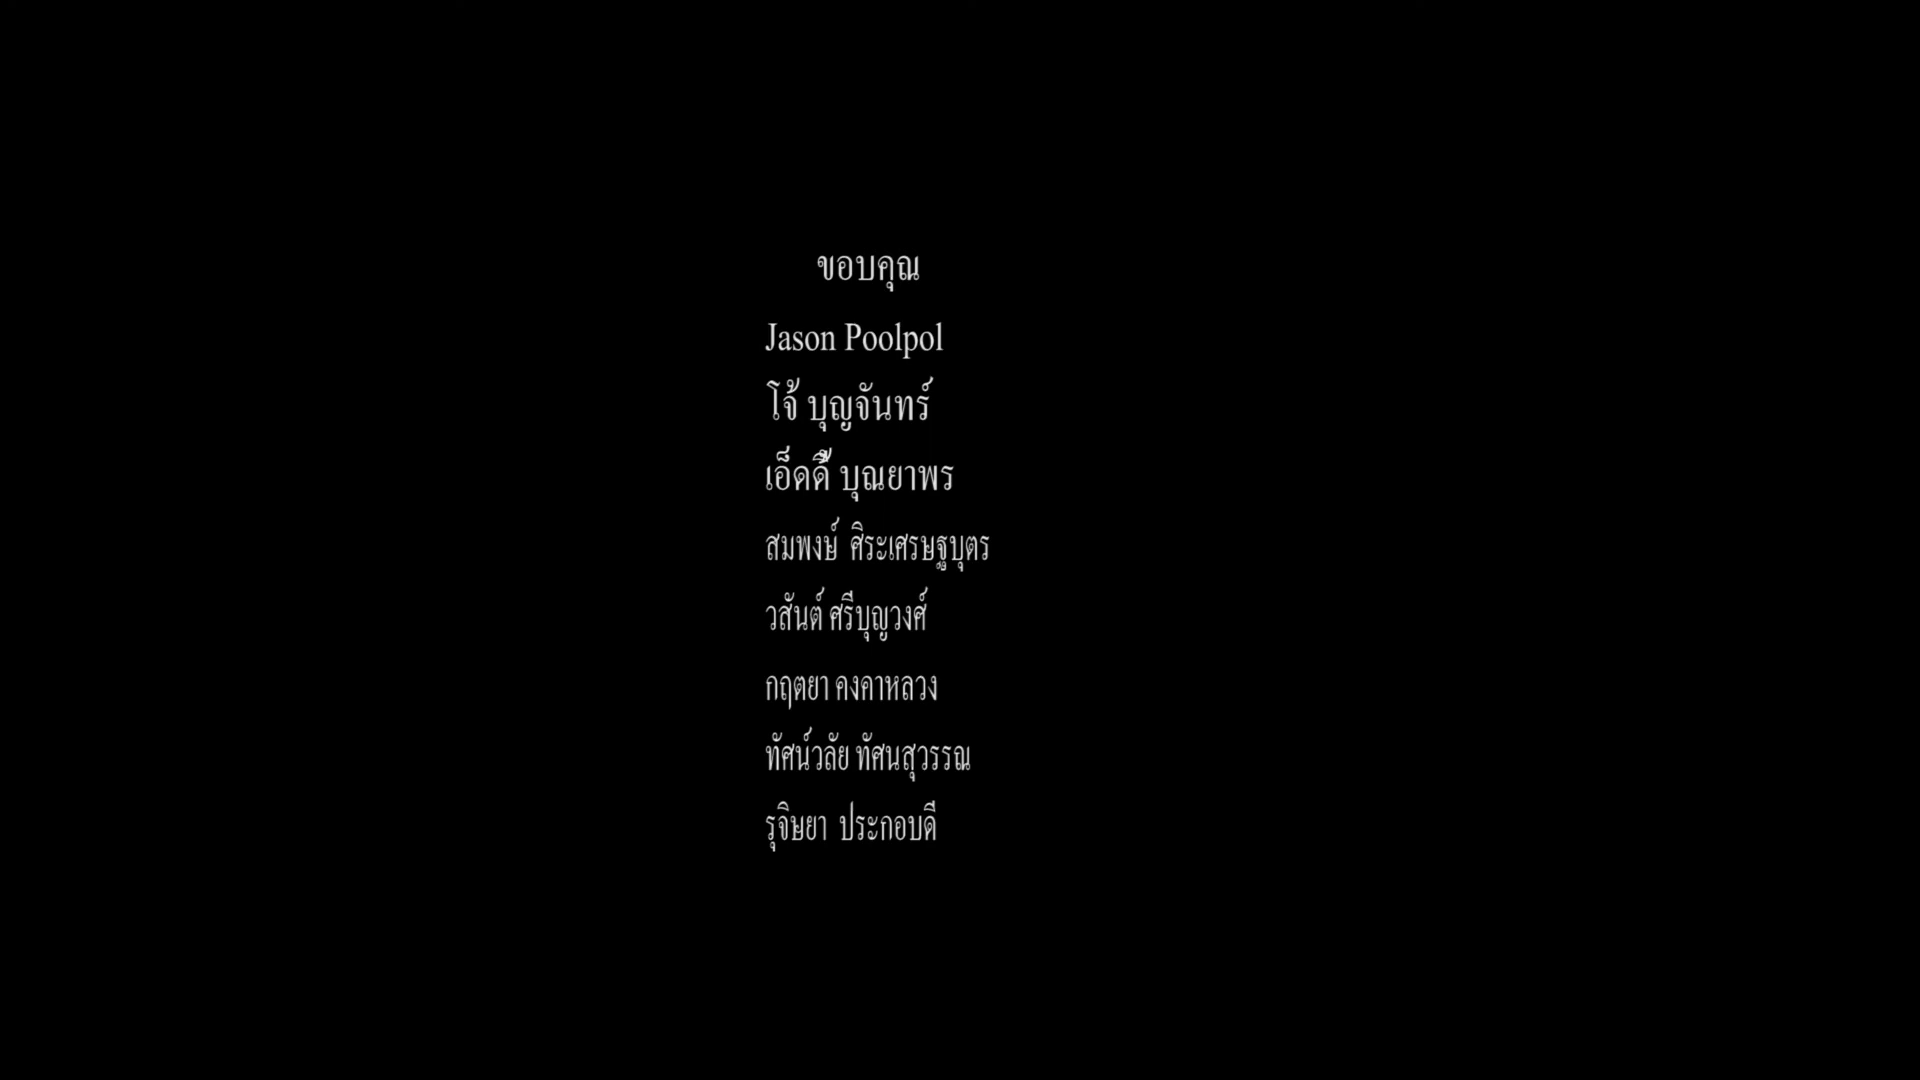 ขอบคุณ
Jason Poolpol
โจ้ บุญจันทร์
เอ็ดดี้ บุณยาพร
สมพงษ์ ศิระเศรษฐบุตร
วสันต์ ศรีบุญวงศ์
กฤตยา คงคาหลวง
ทัศน์วลัย ทัศนสุวรรณ
รุจิษยา ประกอบดี